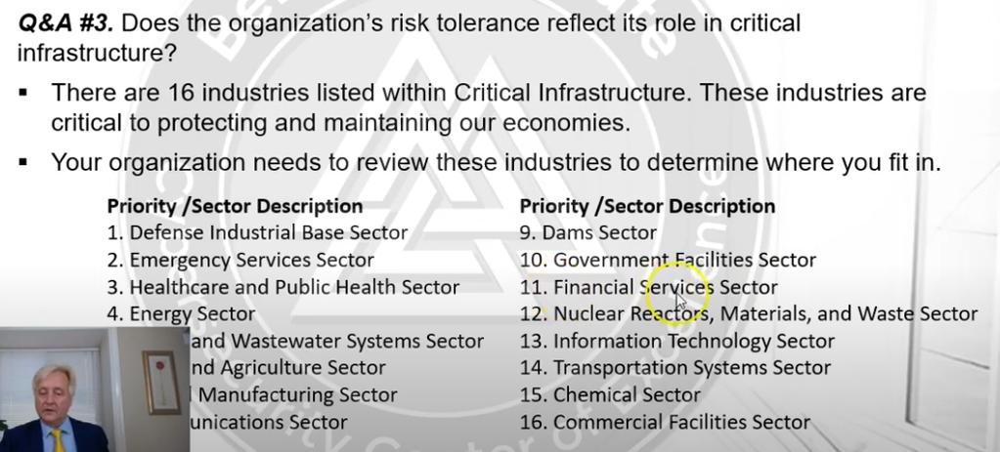 Q&A #3. Does the organization's risk tolerance reflect its role in critical
infrastructure?
▪ There are 16 industries listed within Critical Infrastructure. These industries are
critical to protecting and maintaining our economies.
▪ Your organization needs to review these industries to determine where you fit in.
Priority /Sector Description
1. Defense Industrial Base Sector
2. Emergency Services Sector
3. Healthcare and Public Health Sector
4. Energy Sector
and Wastewater Systems Sector
nd Agriculture Sector
Manufacturing Sector
unications Sector
Priority /Sector Description
9. Dams Sector
10. Government Facilities Sector
11. Financial Services Sector
12. Nuclear Reactors, Materials, and Waste Sector
13. Information Technology Sector
14. Transportation Systems Sector
15. Chemical Sector
16. Commercial Facilities Sector